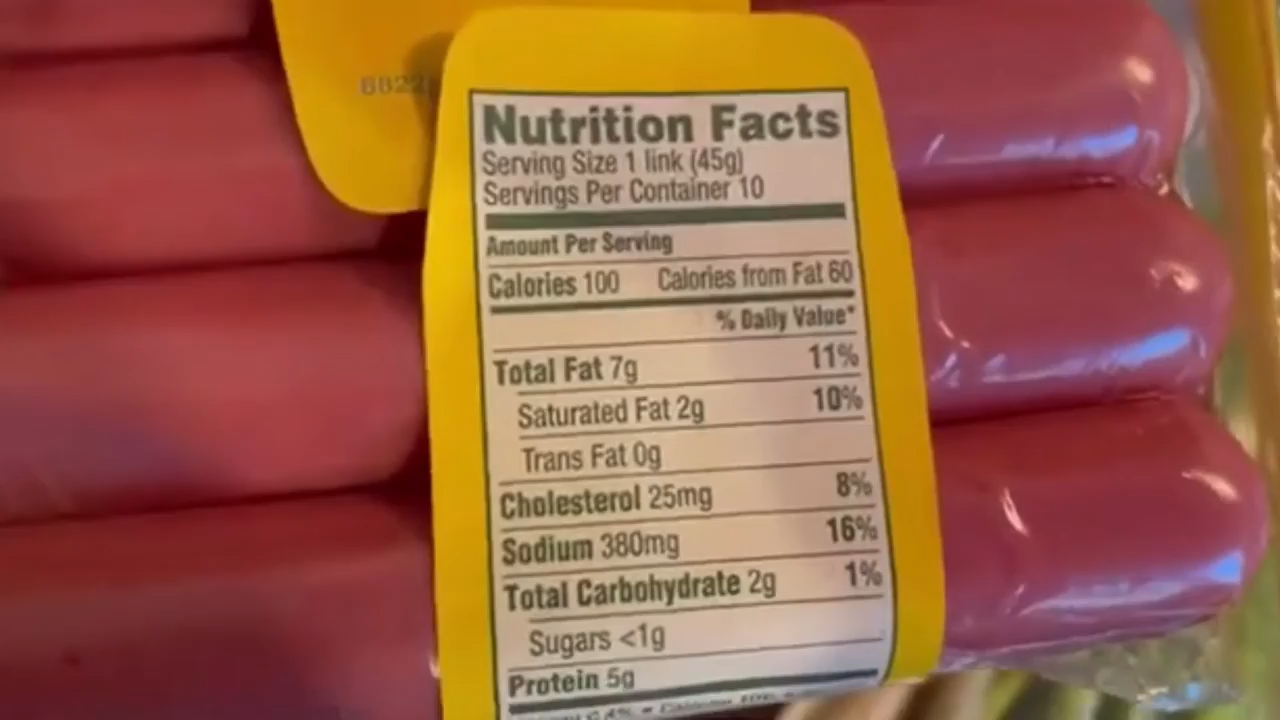 Nutrition Facts
Serving Size 1 link (45g)
Servings Per Container 10
Amount Per Serving
Calories 100 Calories from Fat 60
% Daily Value*
Total Fat 7g 11%
Saturated Fat 2g 10%
Trans Fat 0g
Cholesterol 25mg 8%
Sodium 380mg 16%
Total Carbohydrate 2g 1%
Sugars <1g
Protein 5g